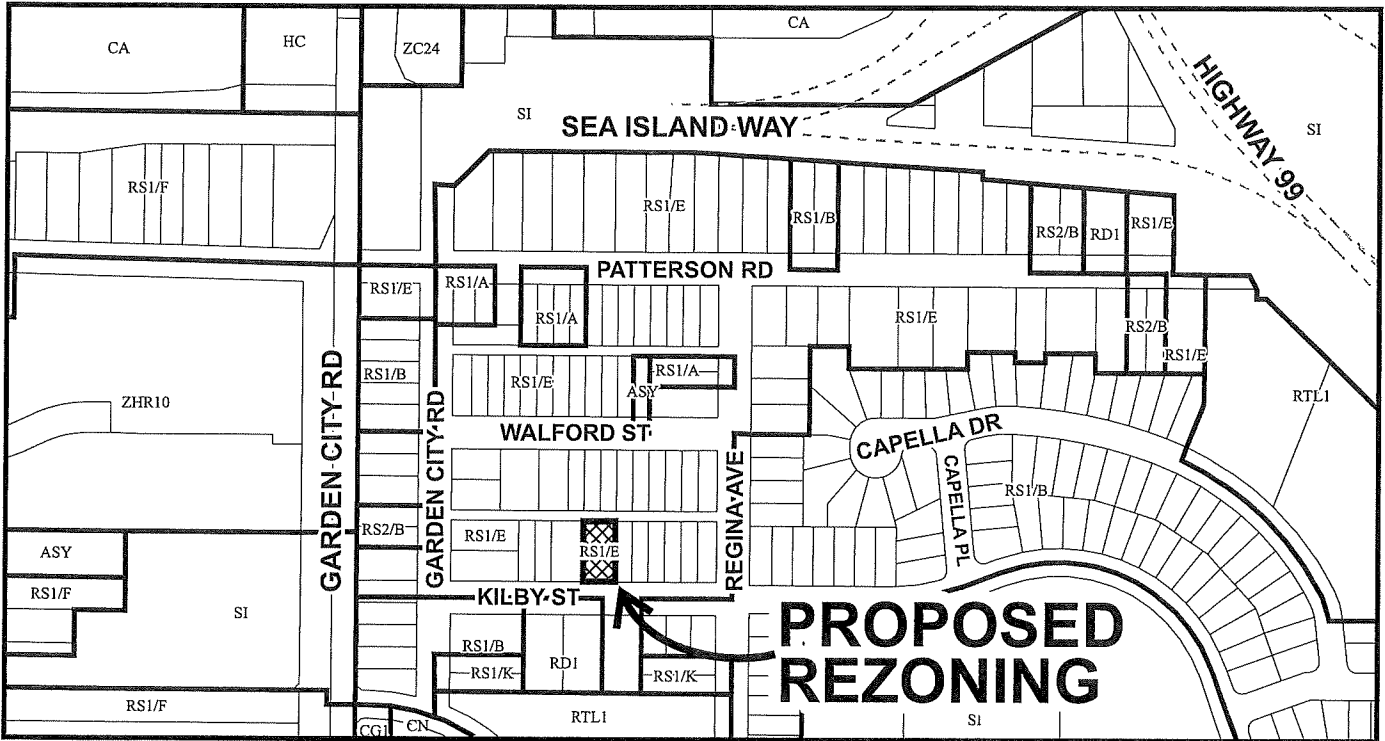 CA
HC
ZC24
CA
SI
SEA ISLAND WAY
HIGHWAY 99
SI
RS1/F
RS1/E
RS1/B
RS2/B
RD1
RS1/E
PATTERSON RD
RS1/E
RS1/A
RS1/A
RS1/E
RS2/B
RS1/E
RS1/B
RS1/E
RS1/A
ASY
ZHR10
GARDEN CITY RD
GARDEN CITY RD
WALFORD ST
REGINA AVE
CAPELLA DR
CAPELLA PL
RS1/B
RTL1
RS2/B
RS1/E
RS1/E
ASY
RS1/F
SI
KILBY ST
PROPOSED
REZONING
RS1/B
RS1/K
RD1
RS1/K
RS1/F
RTL1
CG1
CN
SI